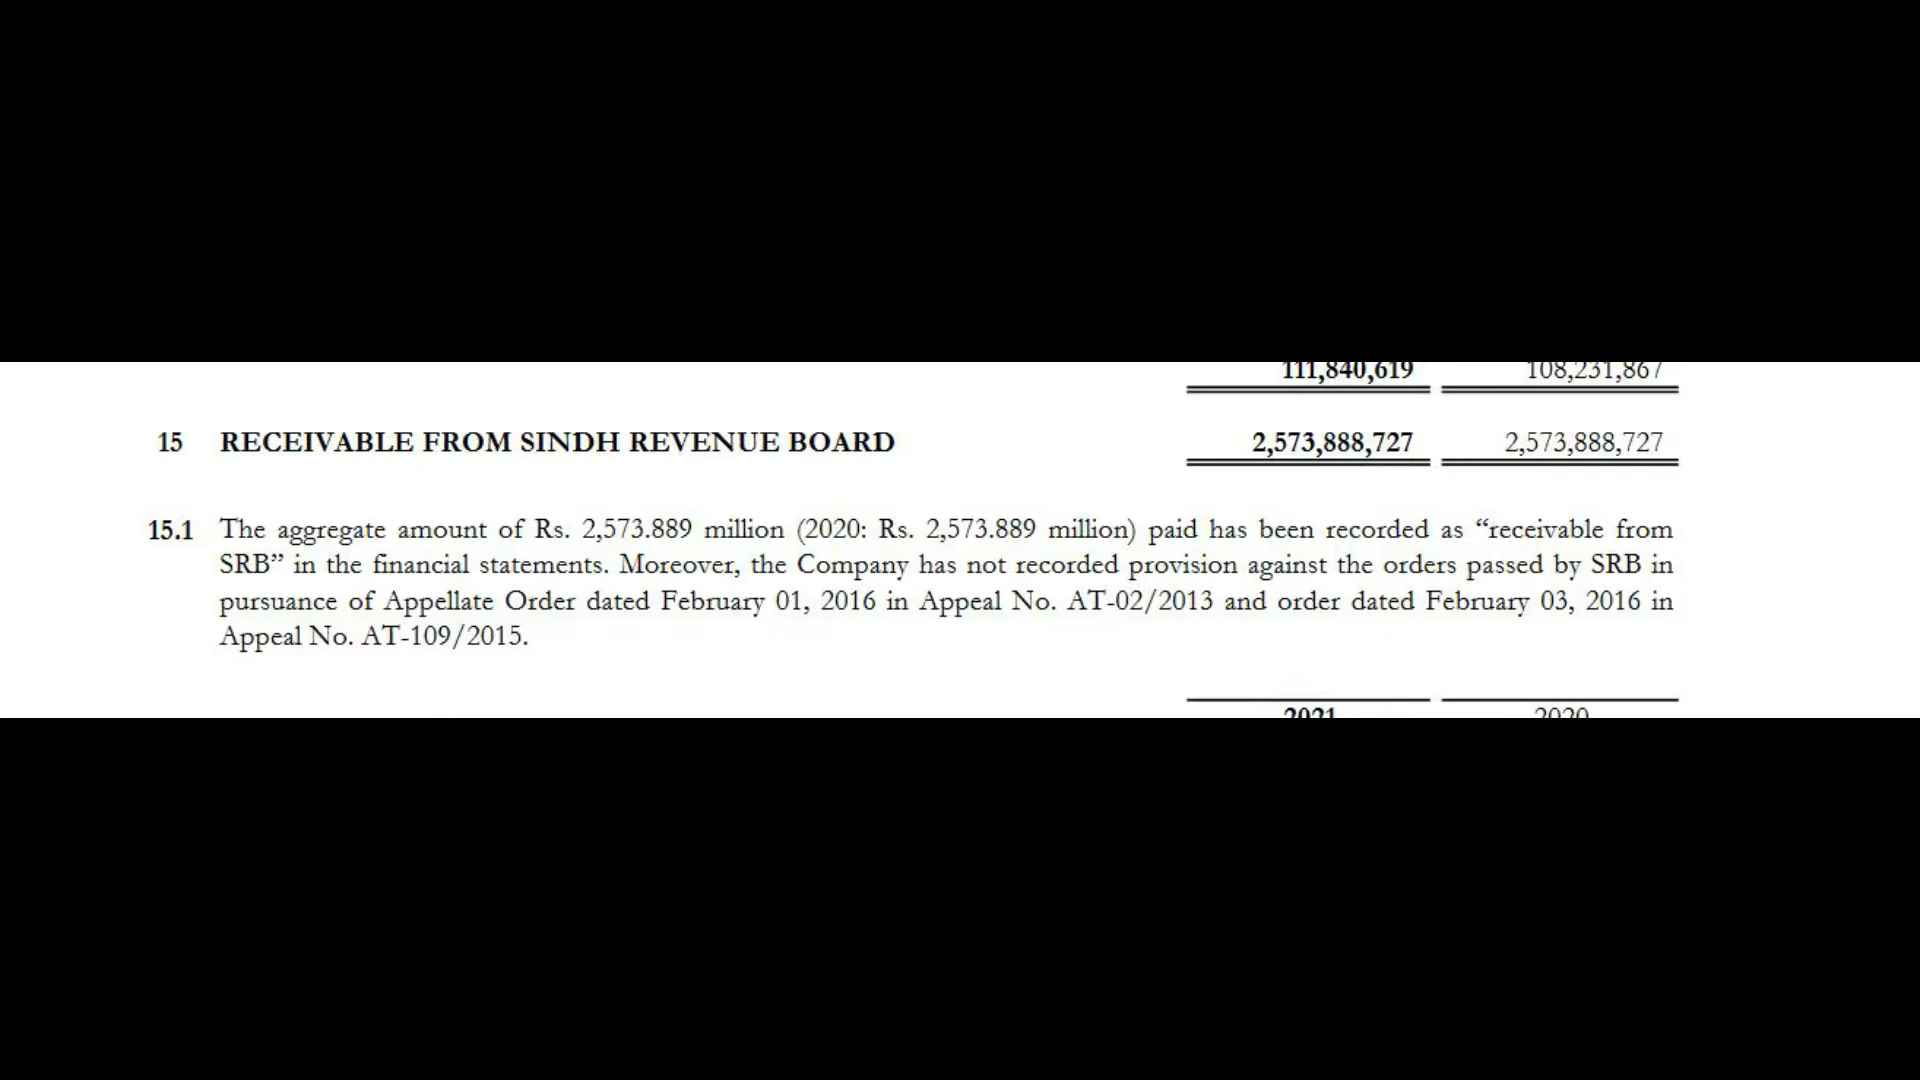 111,840,619 108,231,867
15 RECEIVABLE FROM SINDH REVENUE BOARD 2,573,888,727 2,573,888,727
15.1 The aggregate amount of Rs. 2,573.889 million (2020: Rs. 2,573.889 million) paid has been recorded as “receivable from
SRB” in the financial statements. Moreover, the Company has not recorded provision against the orders passed by SRB in
pursuance of Appellate Order dated February 01, 2016 in Appeal No. AT-02/2013 and order dated February 03, 2016 in
Appeal No. AT-109/2015.
2021 2020